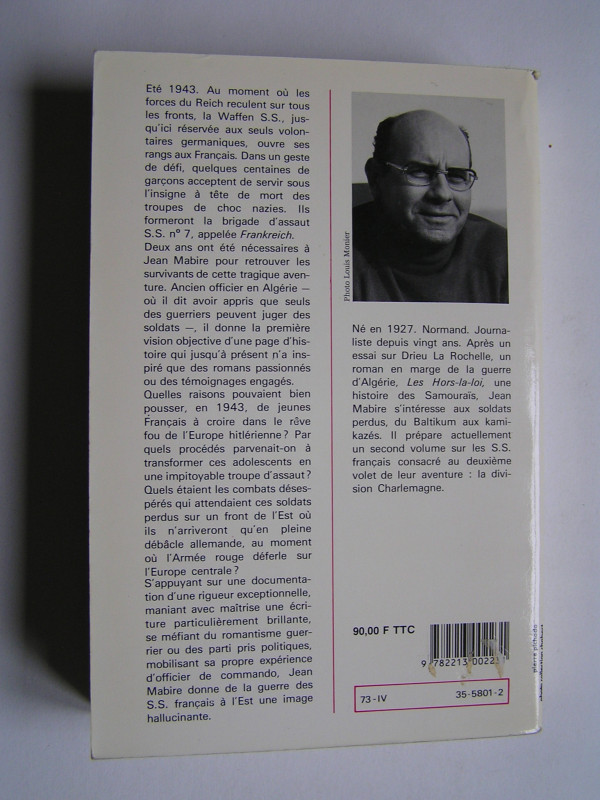 Eté 1943. Au moment où les
forces du Reich reculent sur tous
les fronts, la Waffen S.S., jus-
qu'ici réservée aux seuls volon-
taires germaniques, ouvre ses
rangs aux Français. Dans un geste
de défi, quelques centaines de
garçons acceptent de servir sous
l'insigne à tête de mort des
troupes de choc nazies. Ils
formeront la brigade d'assaut
S.S. nº 7, appelée Frankreich.
Deux ans ont été nécessaires à
Jean Mabire pour retrouver les
survivants de cette tragique aven-
ture. Ancien officier en Algérie —
où il dit avoir appris que seuls
des guerriers peuvent juger des
soldats —, il donne la première
vision objective d'une page d'his-
toire qui jusqu'à présent n'a ins-
piré que des romans passionnés
ou des témoignages engagés.
Quelles raisons pouvaient bien
pousser, en 1943, de jeunes
Français à croire dans le rêve
fou de l'Europe hitlérienne ? Par
quels procédés parvenait-on à
transformer ces adolescents en
une impitoyable troupe d'assaut ?
Quels étaient les combats déses-
pérés qui attendaient ces soldats
perdus sur un front de l'Est où
ils n'arriveront qu'en pleine
débâcle allemande, au moment
où l'Armée rouge déferle sur
l'Europe centrale ?
S'appuyant sur une documenta-
tion d'une rigueur exceptionnelle,
maniant avec maîtrise une écri-
ture particulièrement brillante,
se méfiant du romantisme guer-
rier ou des parti pris politiques,
mobilisant sa propre expérience
d'officier de commando, Jean
Mabire donne de la guerre des
S.S. français à l'Est une image
hallucinante.
Photo Louis Monier
Né en 1927. Normand. Journa-
liste depuis vingt ans. Après un
essai sur Drieu La Rochelle, un
roman en marge de la guerre
d'Algérie, Les Hors-la-loi, une
histoire des Samouraïs, Jean
Mabire s'intéresse aux soldats
perdus, du Baltikum aux kami-
kazés. Il prépare actuellement
un second volume sur les S.S.
français consacré au deuxième
volet de leur aventure : la divi-
sion Charlemagne.
90,00 F TTC
9 782213 00221
73-IV 35-5801-2